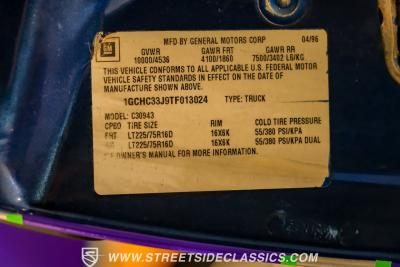 GM
MFD BY GENERAL MOTORS CORP 04/96
GVWR GAWR FRT GAWR RR
10000/4536 4100/1860 7500/3402 LB/KG
THIS VEHICLE CONFORMS TO ALL APPLICABLE U.S. FEDERAL MOTOR
VEHICLE SAFETY STANDARDS IN EFFECT ON THE DATE OF
MANUFACTURE SHOWN ABOVE.
1GCHC33J9TF013024 TYPE: TRUCK
MODEL: C30943
TIRE SIZE RIM COLD TIRE PRESSURE
LT225/75R16D 16X6K 55/380 PSI/KPA
LT225/75R16D 16X6K 55/380 PSI/KPA DUAL
OWNER'S MANUAL FOR MORE INFORMATION.
WWW.STREETSIDECLASSICS.COM